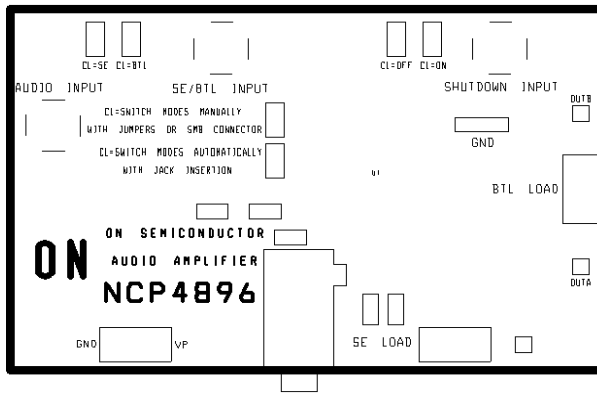 CL=SE CL=BTL CL=OFF CL=ON
AUDIO INPUT SE/BTL INPUT SHUTDOWN INPUT
OUTB
CL=SWITCH MODES MANUALLY
WITH JUMPERS OR SMB CONNECTOR
GND
CL=SWITCH MODES AUTOMATICALLY
WITH JACK INSERTION
U1
BTL LOAD
ON SEMICONDUCTOR
ON
AUDIO AMPLIFIER
NCP4896
OUTA
GND VP
SE LOAD